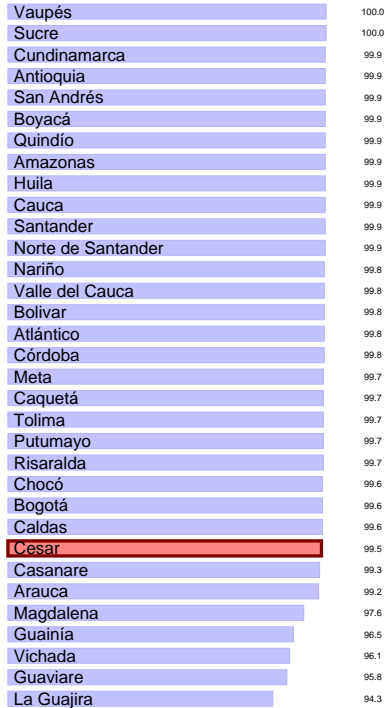 Vaupés 100.0
Sucre 100.0
Cundinamarca 99.9
Antioquia 99.9
San Andrés 99.9
Boyacá 99.9
Quindío 99.9
Amazonas 99.9
Huila 99.9
Cauca 99.9
Santander 99.9
Norte de Santander 99.9
Nariño 99.8
Valle del Cauca 99.8
Bolivar 99.8
Atlántico 99.8
Córdoba 99.8
Meta 99.7
Caquetá 99.7
Tolima 99.7
Putumayo 99.7
Risaralda 99.7
Chocó 99.6
Bogotá 99.6
Caldas 99.6
Cesar 99.5
Casanare 99.3
Arauca 99.2
Magdalena 97.6
Guainía 96.5
Vichada 96.1
Guaviare 95.8
La Guajira 94.3